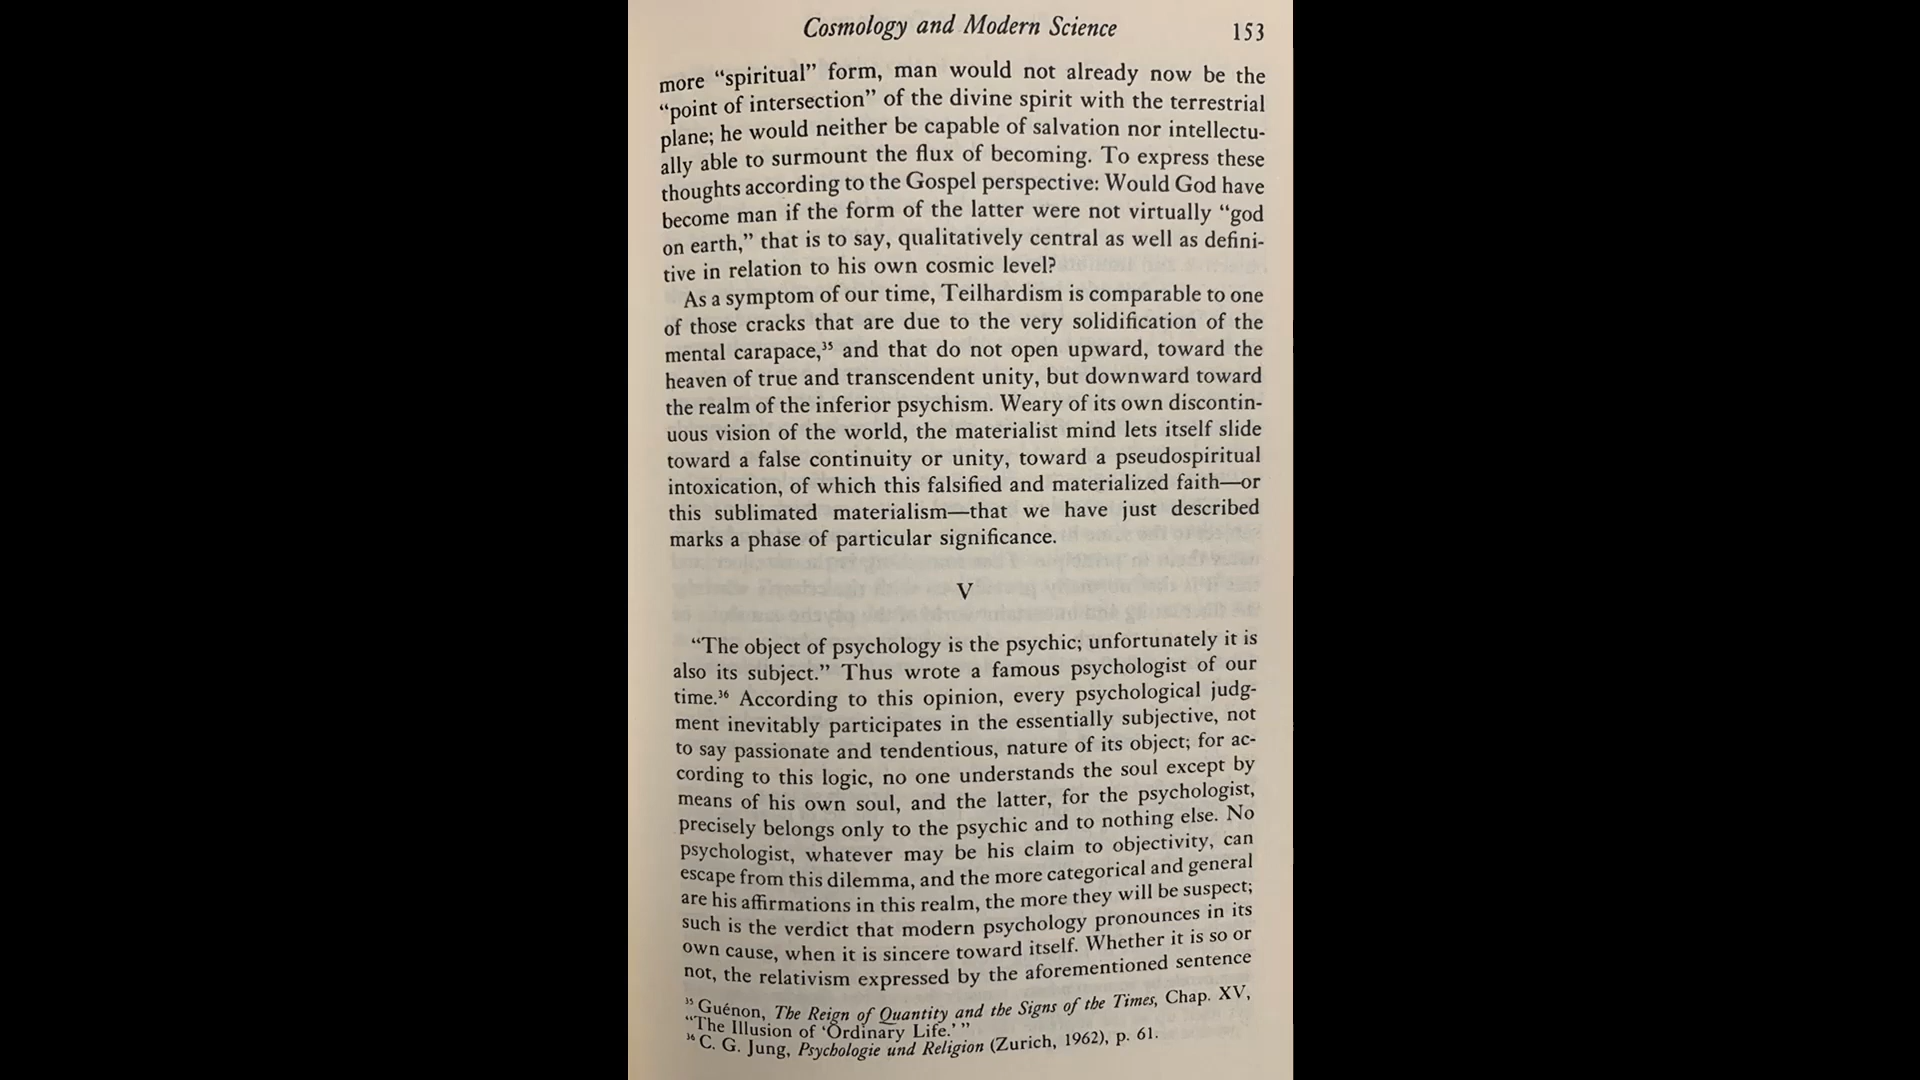 Cosmology and Modern Science 153
more “spiritual” form, man would not already now be the
“point of intersection” of the divine spirit with the terrestrial
plane; he would neither be capable of salvation nor intellectu-
ally able to surmount the flux of becoming. To express these
thoughts according to the Gospel perspective: Would God have
become man if the form of the latter were not virtually “god
on earth,” that is to say, qualitatively central as well as defini-
tive in relation to his own cosmic level?
As a symptom of our time, Teilhardism is comparable to one
of those cracks that are due to the very solidification of the
mental carapace,³⁵ and that do not open upward, toward the
heaven of true and transcendent unity, but downward toward
the realm of the inferior psychism. Weary of its own discontin-
uous vision of the world, the materialist mind lets itself slide
toward a false continuity or unity, toward a pseudospiritual
intoxication, of which this falsified and materialized faith—or
this sublimated materialism—that we have just described
marks a phase of particular significance.
V
“The object of psychology is the psychic; unfortunately it is
also its subject.” Thus wrote a famous psychologist of our
time.³⁶ According to this opinion, every psychological judg-
ment inevitably participates in the essentially subjective, not
to say passionate and tendentious, nature of its object; for ac-
cording to this logic, no one understands the soul except by
means of his own soul, and the latter, for the psychologist,
precisely belongs only to the psychic and to nothing else. No
psychologist, whatever may be his claim to objectivity, can
escape from this dilemma, and the more categorical and general
are his affirmations in this realm, the more they will be suspect;
such is the verdict that modern psychology pronounces in its
own cause, when it is sincere toward itself. Whether it is so or
not, the relativism expressed by the aforementioned sentence
³⁵ Guénon, The Reign of Quantity and the Signs of the Times, Chap. XV,
“The Illusion of ‘Ordinary Life.’ ”
³⁶ C. G. Jung, Psychologie und Religion (Zurich, 1962), p. 61.